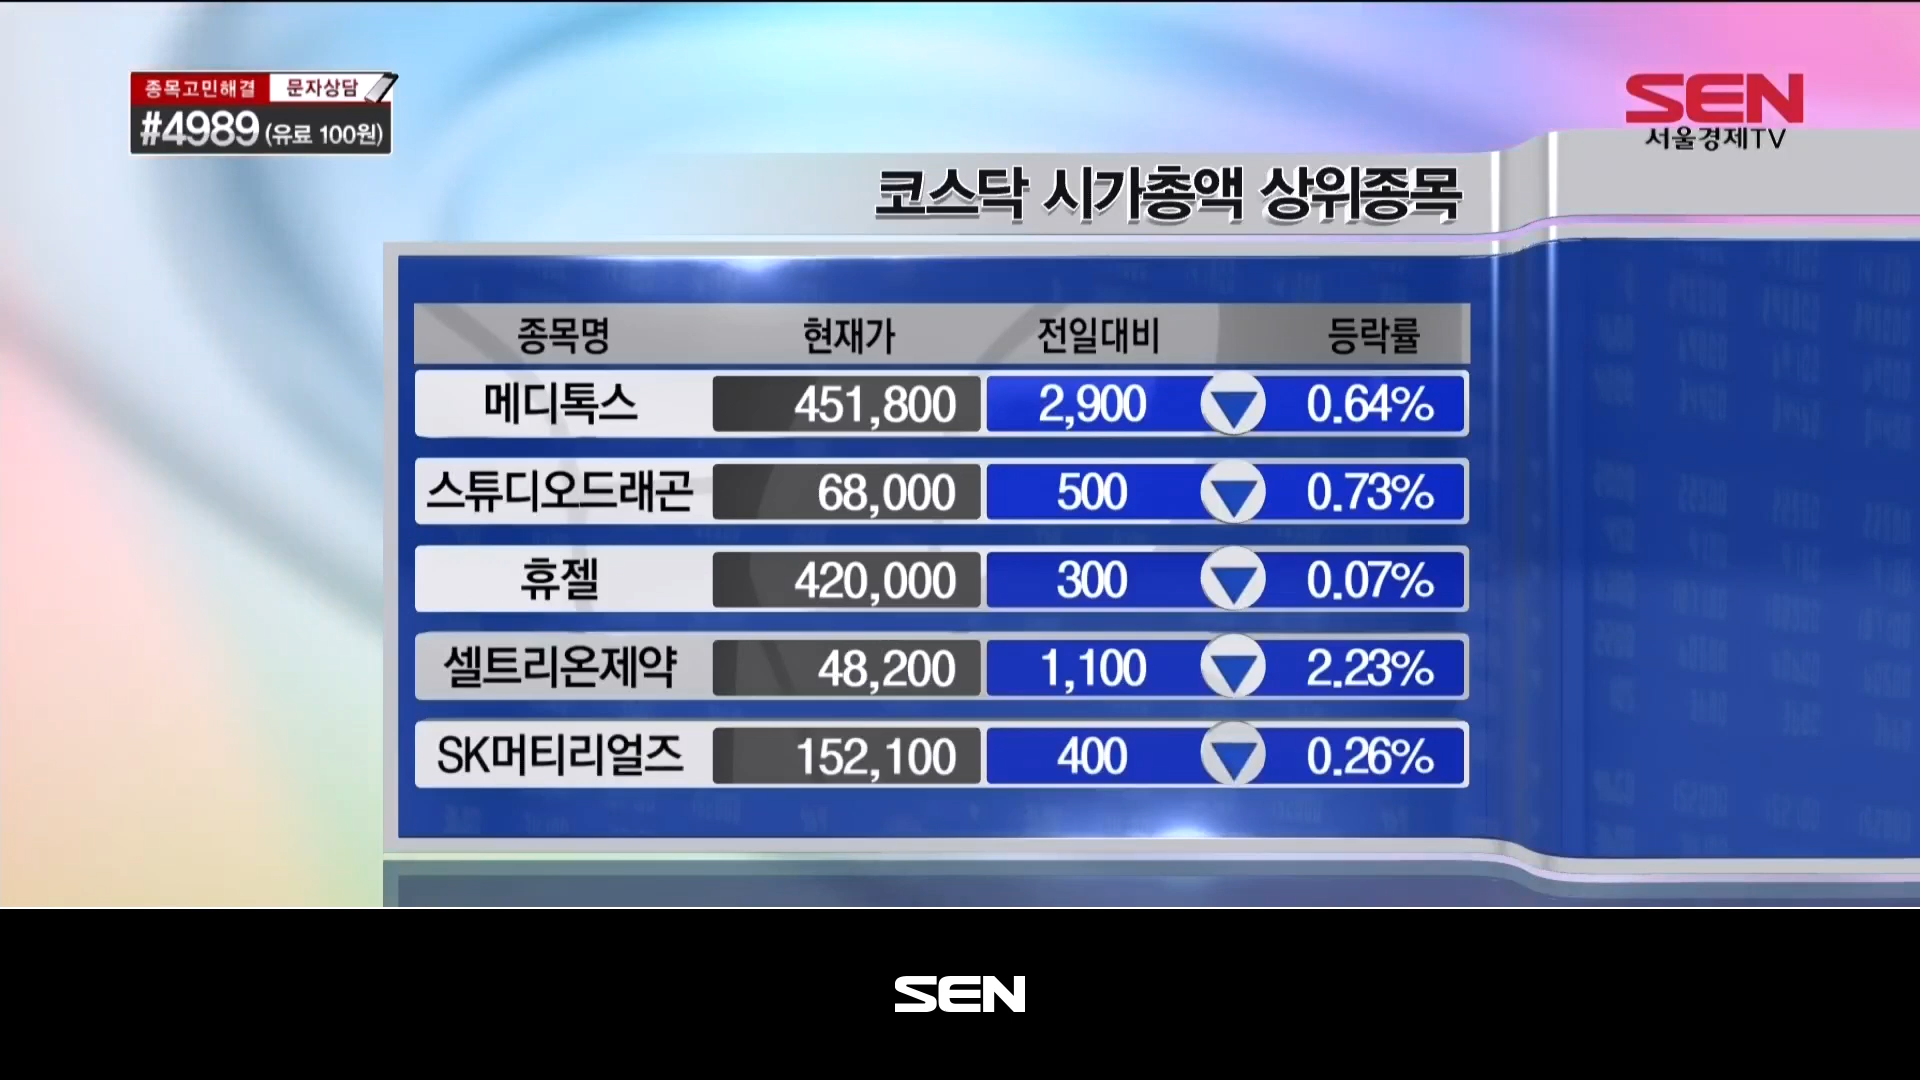 종목고민해결 문자상담
#4989 (유료 100원)
SEN
서울경제TV
코스닥 시가총액 상위종목
종목명 현재가 전일대비 등락률
메디톡스 451,800 2,900 ▼ 0.64%
스튜디오드래곤 68,000 500 ▼ 0.73%
휴젤 420,000 300 ▼ 0.07%
셀트리온제약 48,200 1,100 ▼ 2.23%
SK머티리얼즈 152,100 400 ▼ 0.26%
SEN